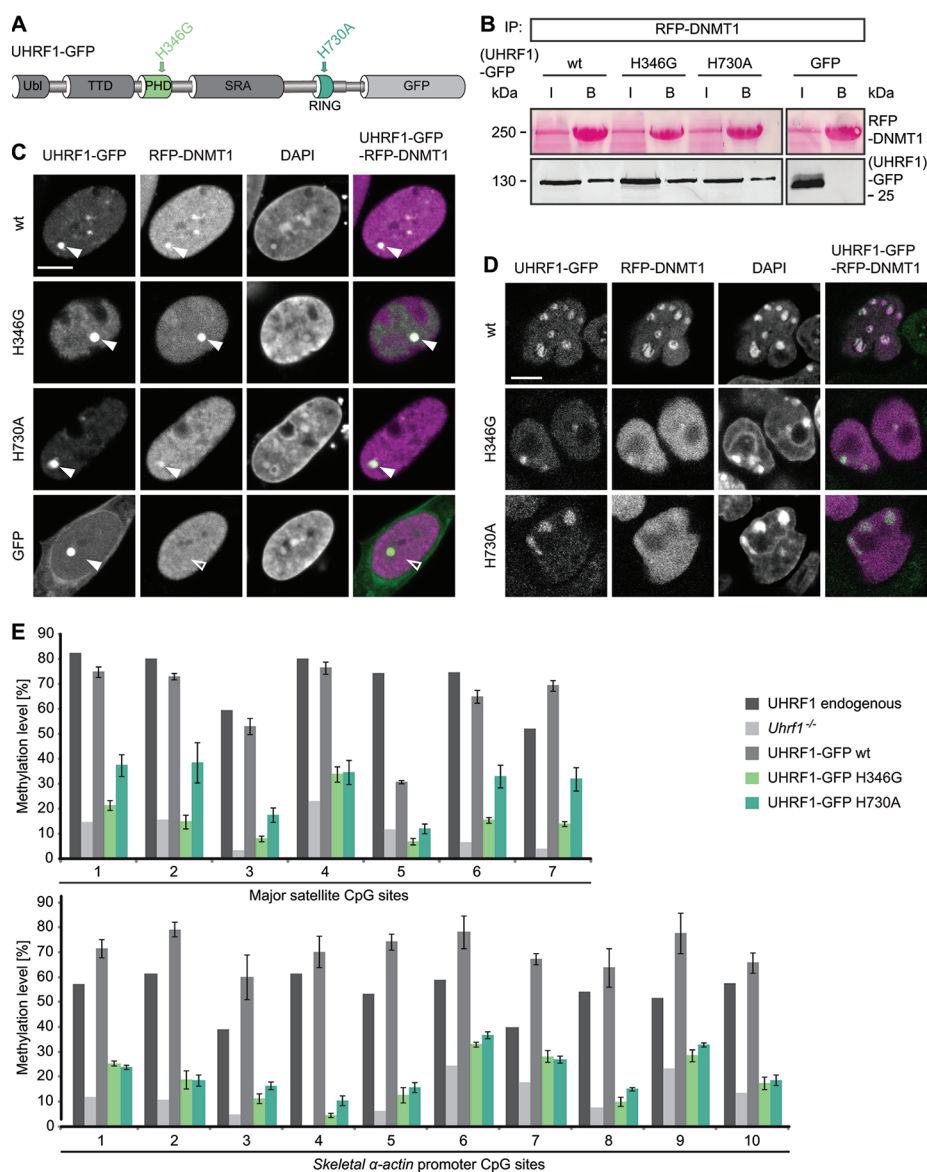 A
UHRF1-GFP
H346G
H730A
Ubl
TTD
PHD
SRA
RING
GFP
B
IP:
RFP-DNMT1
(UHRF1)
-GFP
wt
H346G
H730A
GFP
kDa
I
B
I
B
I
B
I
B
kDa
250
RFP
-DNMT1
130
(UHRF1)
-GFP
25
C
UHRF1-GFP
RFP-DNMT1
DAPI
UHRF1-GFP
-RFP-DNMT1
wt
H346G
H730A
GFP
D
UHRF1-GFP
RFP-DNMT1
DAPI
UHRF1-GFP
-RFP-DNMT1
wt
H346G
H730A
E
Methylation level [%]
90
80
70
60
50
40
30
20
10
0
1 2 3 4 5 6 7
Major satellite CpG sites
UHRF1 endogenous
Uhrf1-/-
UHRF1-GFP wt
UHRF1-GFP H346G
UHRF1-GFP H730A
Methylation level [%]
90
80
70
60
50
40
30
20
10
0
1 2 3 4 5 6 7 8 9 10
Skeletal α-actin promoter CpG sites